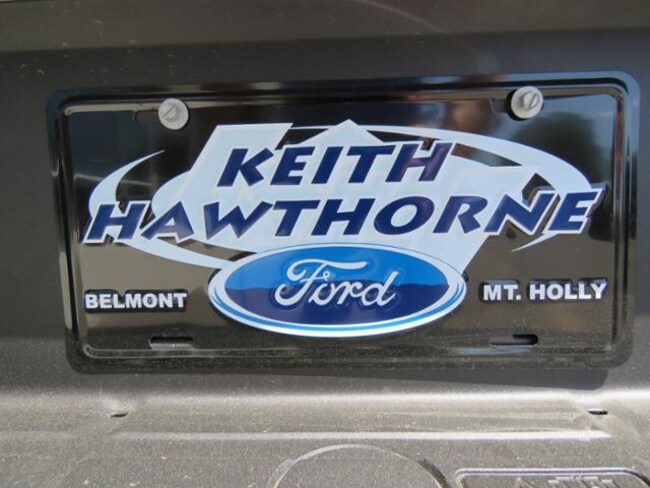 KEITH
HAWTHORNE
Ford
BELMONT
MT. HOLLY